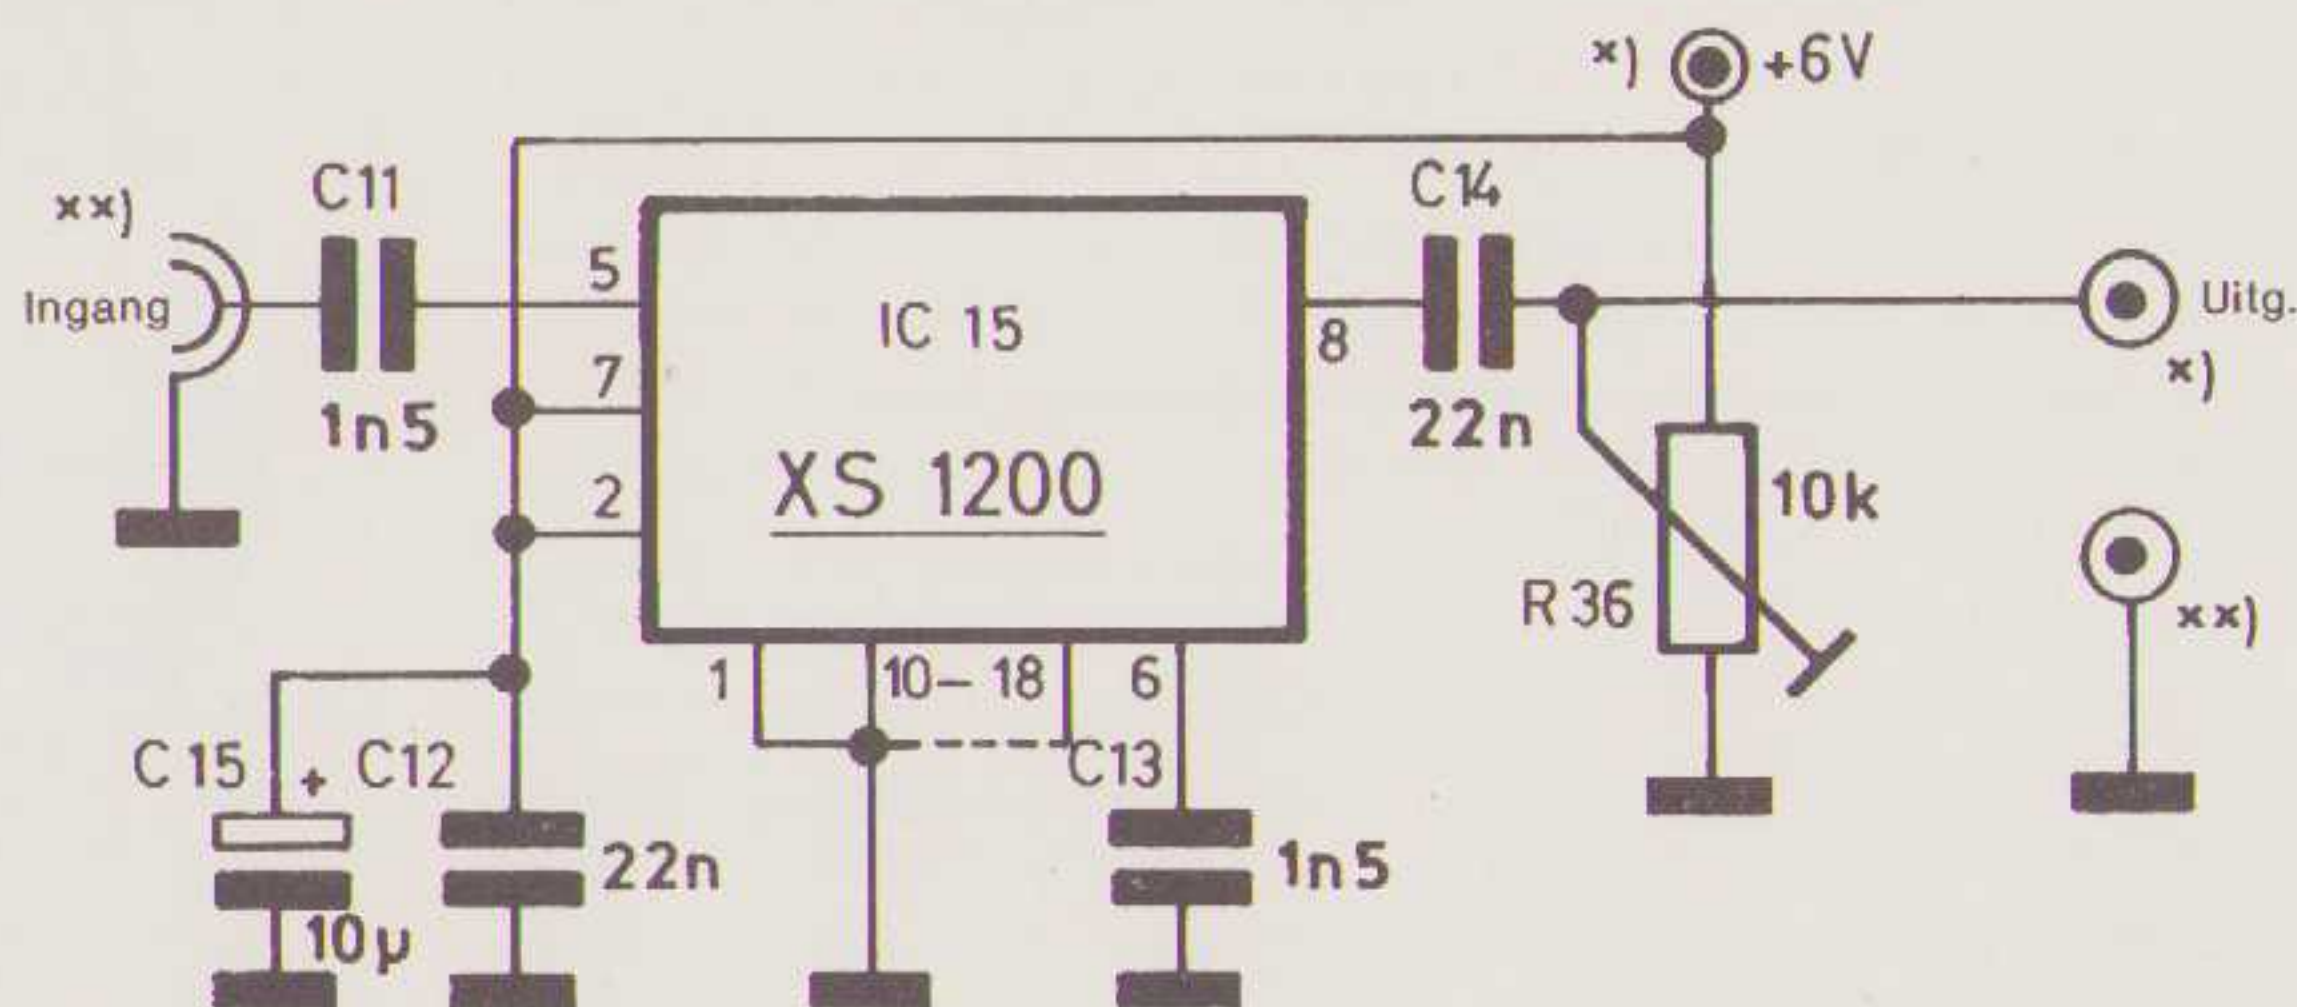 x) +6V
C11
C14
xx)
Ingang
5
IC 15
8
Uitg.
x)
7
1n5
22n
2
XS 1200
10k
R36
xx)
1
10– 18
6
C15
+
C12
C13
22n
1n5
10µ